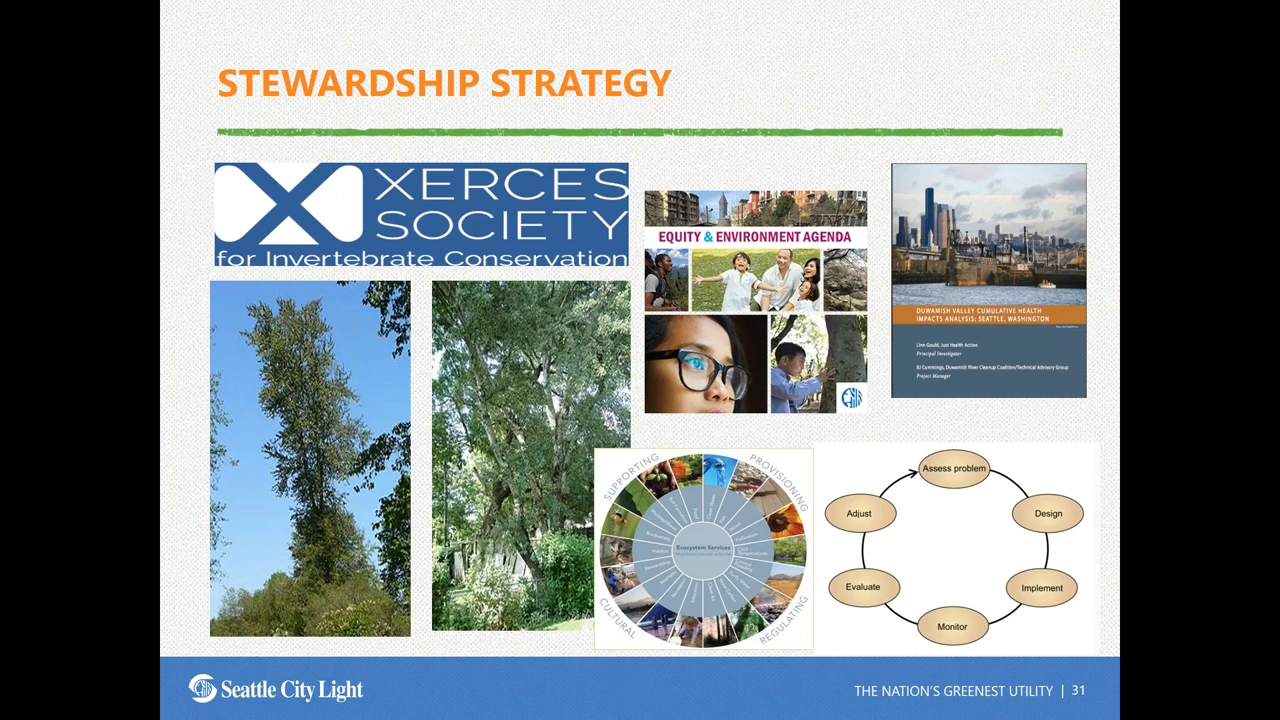 STEWARDSHIP STRATEGY
XERCES
SOCIETY
for Invertebrate Conservation
EQUITY & ENVIRONMENT AGENDA
DUWAMISH VALLEY CUMULATIVE HEALTH
IMPACTS ANALYSIS: SEATTLE, WASHINGTON
Linn Gould, Just Health Action
Principal Investigator
BJ Cummings, Duwamish River Cleanup Coalition/Technical Advisory Group
Project Manager
SUPPORTING
PROVISIONING
CULTURAL
REGULATING
Ecosystem Services
Biodiversity
Habitat
Pollination
Assess problem
Design
Implement
Monitor
Evaluate
Adjust
Seattle City Light
THE NATION'S GREENEST UTILITY | 31